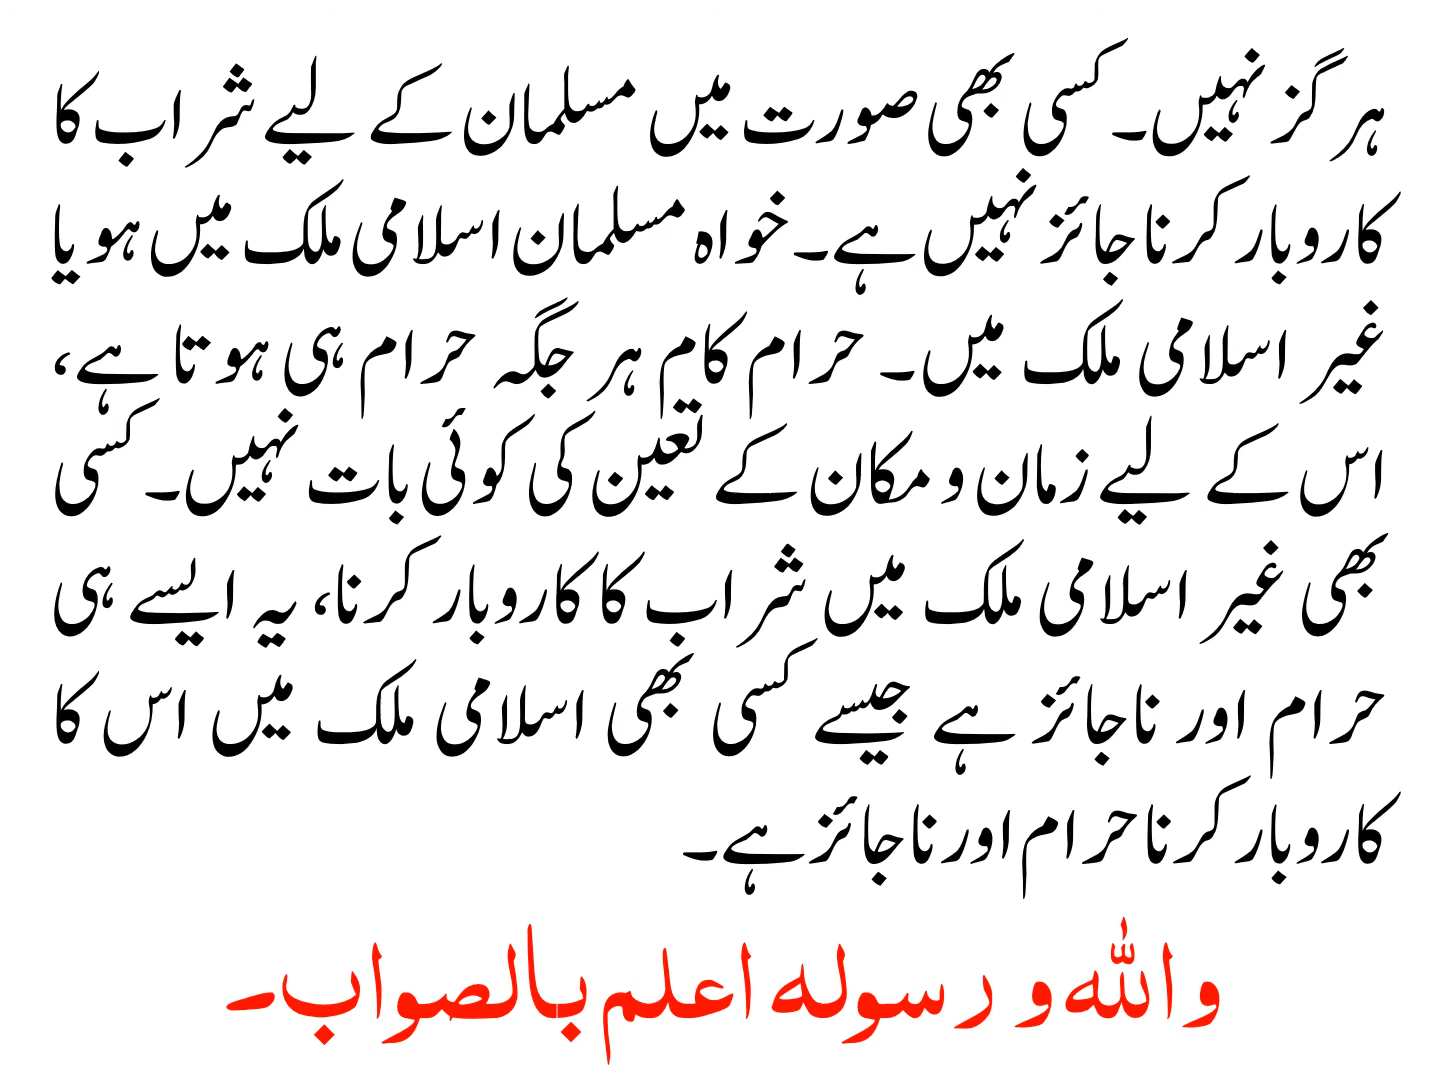 ہرگز نہیں۔ کسی بھی صورت میں مسلمان کے لیے شراب کا
کاروبار کرنا جائز نہیں ہے۔ خواہ مسلمان اسلامی ملک میں ہو یا
غیر اسلامی ملک میں۔ حرام کام ہر جگہ حرام ہی ہوتا ہے،
اس کے لیے زمان و مکان کے تعین کی کوئی بات نہیں۔ کسی
بھی غیر اسلامی ملک میں شراب کا کاروبار کرنا، یہ ایسے ہی
حرام اور ناجائز ہے جیسے کسی بھی اسلامی ملک میں اس کا
کاروبار کرنا حرام اور ناجائز ہے۔
واللہ و رسولہ اعلم بالصواب۔